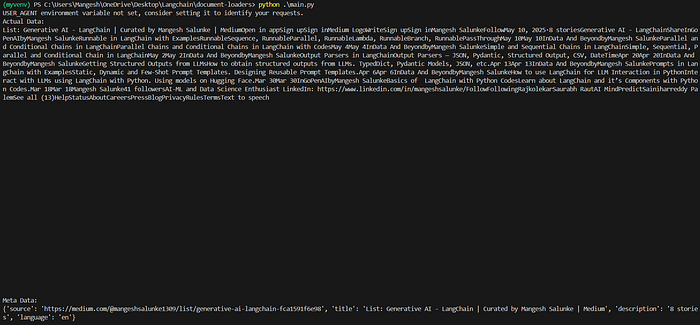 (myvenv) PS C:\Users\Mangesh\OneDrive\Desktop\Langchain\document-loaders> python .\main.py
USER_AGENT environment variable not set, consider setting it to identify your requests.
Actual Data:
List: Generative AI - LangChain | Curated by Mangesh Salunke | MediumOpen in appSign upSign inMedium LogoWriteSign upSign inMangesh SalunkeFollowMay 10, 2025·8 storiesGenerative AI - LangChainShareInGo
PenAIbyMangesh SalunkeRunnable in LangChain with ExamplesRunnableSequence, RunnableParallel, RunnableLambda, RunnableBranch, RunnablePassThroughMay 10May 10InData And BeyondbyMangesh SalunkeParallel an
d Conditional Chains in LangChainParallel Chains and Conditional Chains in LangChain with CodesMay 4May 4InData And BeyondbyMangesh SalunkeSimple and Sequential Chains in LangChainSimple, Sequential, P
arallel and Conditional Chains in LangChainMay 2May 2InData And BeyondbyMangesh SalunkeOutput Parsers in LangChainOutput Parsers — JSON, Pydantic, Structured Output, CSV, DateTimeApr 20Apr 20InData And
BeyondbyMangesh SalunkeGetting Structured Outputs from LLMsHow to obtain structured outputs from LLMs. TypedDict, Pydantic Models, JSON, etc.Apr 13Apr 13InData And BeyondbyMangesh SalunkePrompts in Lan
gChain with ExamplesStatic, Dynamic and Few-Shot Prompt Templates. Designing Reusable Prompt Templates.Apr 6Apr 6InData And BeyondbyMangesh SalunkeHow to use LangChain for LLM Interaction in PythonInte
ract with LLMs using LangChain with Python. Using models on Hugging Face.Mar 30Mar 30InGoPenAIbyMangesh SalunkeBasics of  LangChain with Python CodesLearn about LangChain and it's Components with Pytho
n Codes.Mar 18Mar 18Mangesh Salunke41 followersAI-ML and Data Science Enthusiast LinkedIn: https://www.linkedin.com/in/mangeshsalunke/FollowFollowingRajkolekarSaurabh RautAI MindPredictSainiharreddy Pa
lemSee all (13)HelpStatusAboutCareersPressBlogPrivacyRulesTermsText to speech
Meta Data:
{'source': 'https://medium.com/@mangeshsalunke1309/list/generative-ai-langchain-fca1591f6e98', 'title': 'List: Generative AI - LangChain | Curated by Mangesh Salunke | Medium', 'description': '8 storie
s', 'language': 'en'}